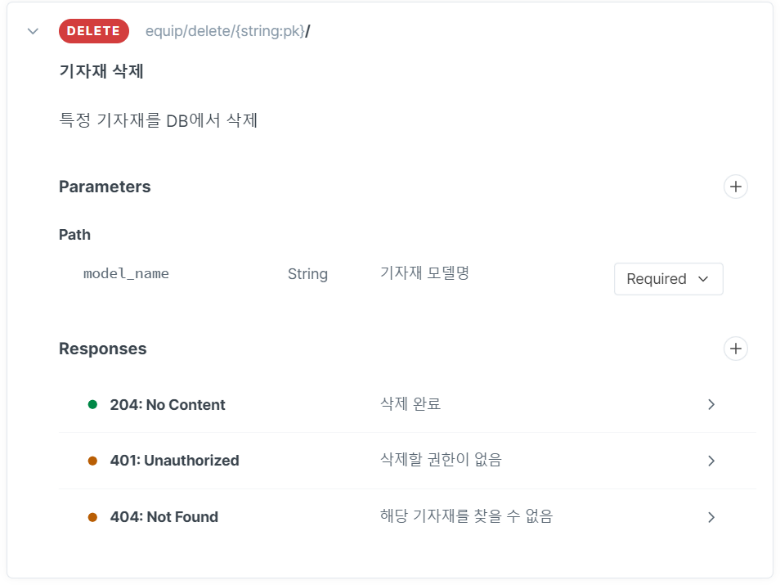 DELETE equip/delete/{string:pk}/
기자재 삭제
특정 기자재를 DB에서 삭제
Parameters
Path
model_name String 기자재 모델명 Required
Responses
204: No Content 삭제 완료
401: Unauthorized 삭제할 권한이 없음
404: Not Found 해당 기자재를 찾을 수 없음